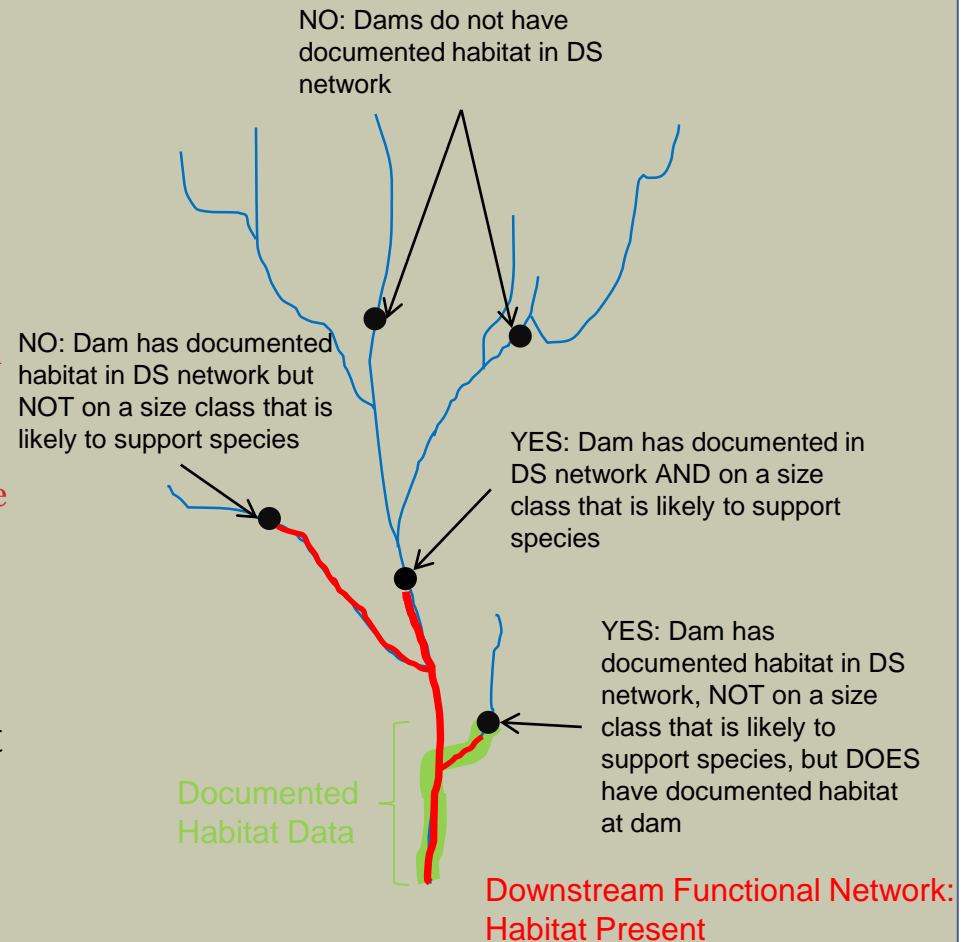 NO: Dams do not have
documented habitat in DS
network
NO: Dam has documented
habitat in DS network but
NOT on a size class that is
likely to support species
YES: Dam has documented in
DS network AND on a size
class that is likely to support
species
YES: Dam has
documented habitat in DS
network, NOT on a size
class that is likely to
support species, but DOES
have documented habitat
at dam
Documented
Habitat Data
Downstream Functional Network:
Habitat Present